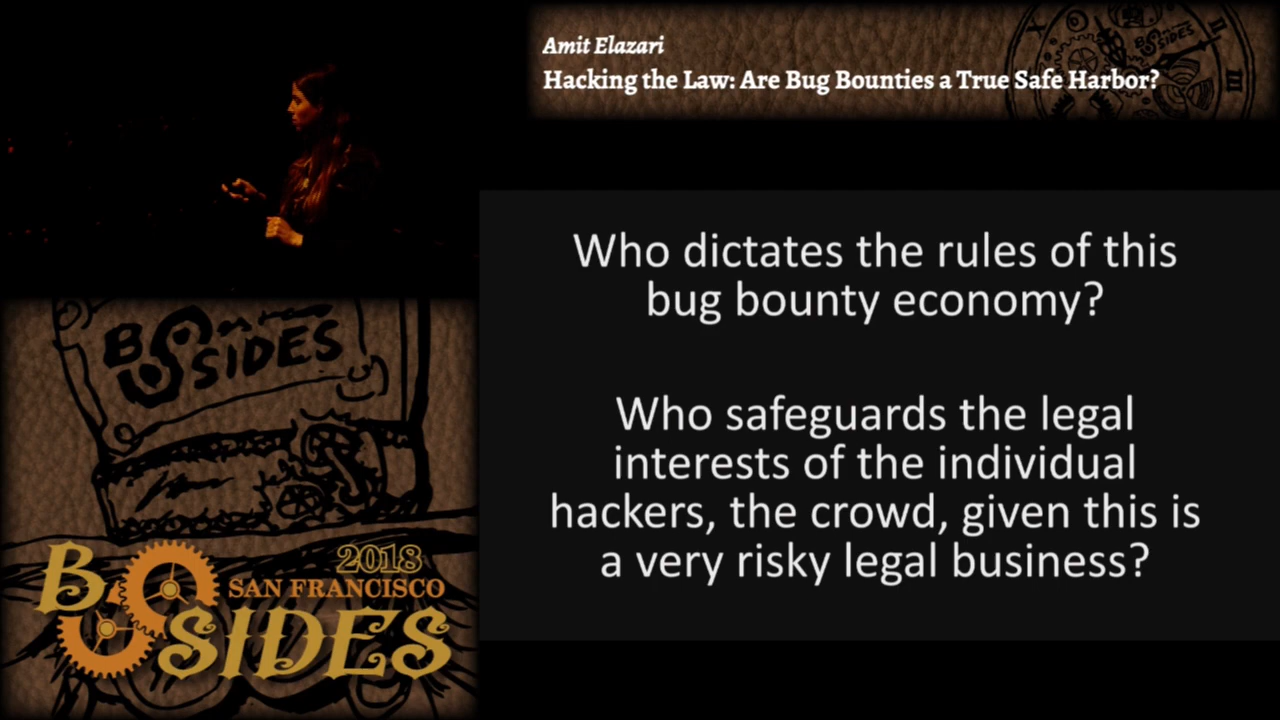 Amit Elazari
Hacking the Law: Are Bug Bounties a True Safe Harbor?
BSIDES
Who dictates the rules of this
bug bounty economy?
Who safeguards the legal
interests of the individual
hackers, the crowd, given this is
a very risky legal business?
BSIDES
2018
SAN FRANCISCO
BSIDES